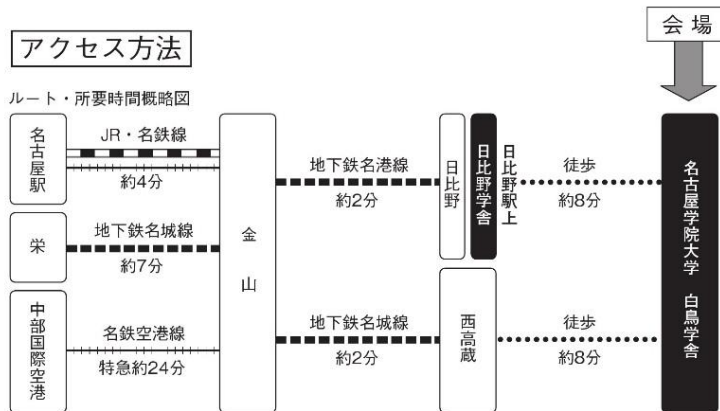 会場
アクセス方法
ルート・所要時間概略図
名古屋駅
JR・名鉄線
約4分
栄
地下鉄名城線
約7分
中部国際空港
名鉄空港線
特急約24分
金山
地下鉄名港線
約2分
日比野
日比野学舎
日比野駅上
徒歩
約8分
地下鉄名城線
約2分
西高蔵
徒歩
約8分
名古屋学院大学 白鳥学舎